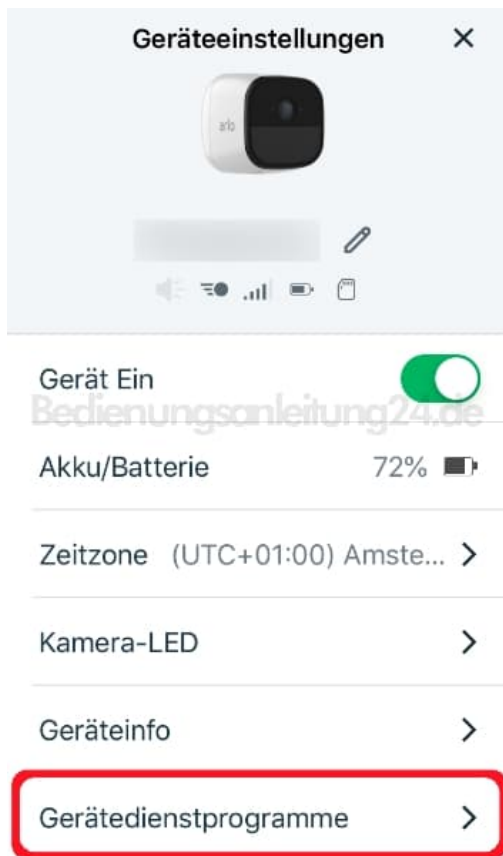 Geräteeinstellungen
arlo
Gerät Ein
Bedienungsanleitung24.de
Akku/Batterie 72%
Zeitzone (UTC+01:00) Amste...
Kamera-LED
Geräteinfo
Gerätedienstprogramme